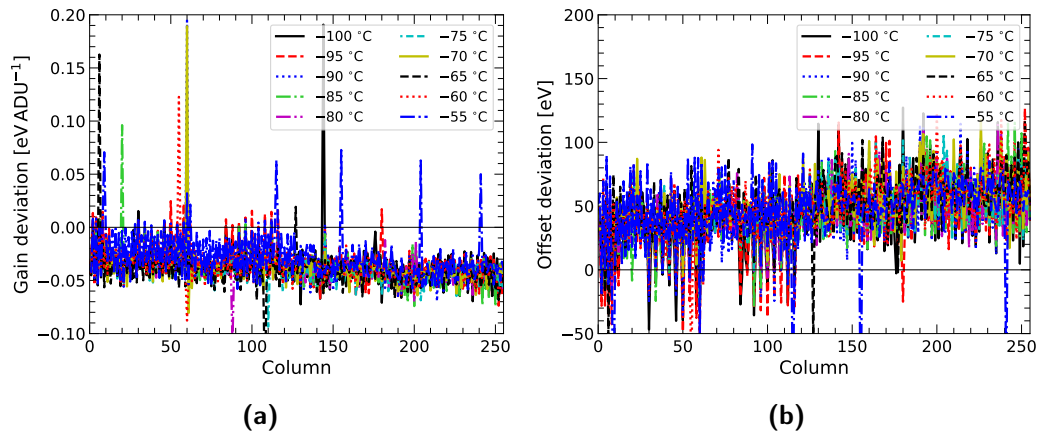 0.20
0.15
0.10
0.05
0.00
−0.05
−0.10
Gain deviation [eV ADU⁻¹]
0
50
100
150
200
250
Column
−100 °C
−95 °C
−90 °C
−85 °C
−80 °C
−75 °C
−70 °C
−65 °C
−60 °C
−55 °C
(a)
200
150
100
50
0
−50
Offset deviation [eV]
0
50
100
150
200
250
Column
−100 °C
−95 °C
−90 °C
−85 °C
−80 °C
−75 °C
−70 °C
−65 °C
−60 °C
−55 °C
(b)